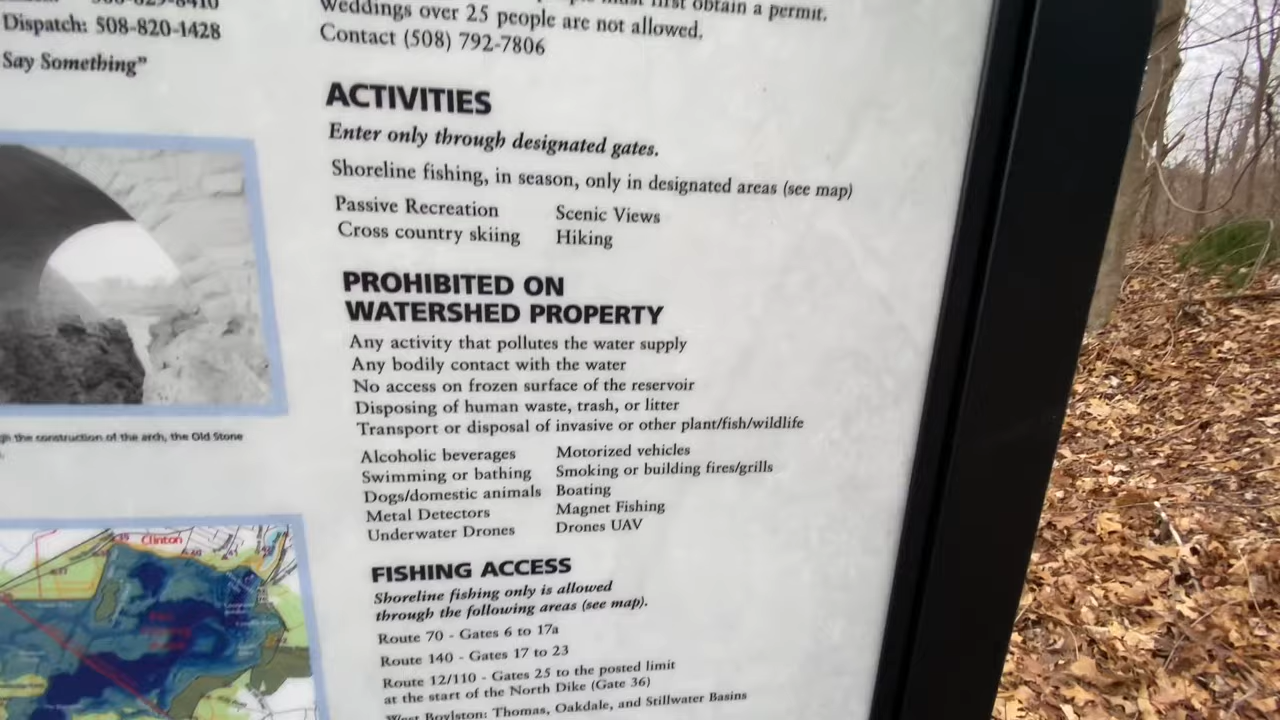 Dispatch: 508-820-1428
Say Something"
first obtain a permit.
Weddings over 25 people are not allowed.
Contact (508) 792-7806
ACTIVITIES
Enter only through designated gates.
Shoreline fishing, in season, only in designated areas (see map)
Passive Recreation Scenic Views
Cross country skiing Hiking
PROHIBITED ON
WATERSHED PROPERTY
Any activity that pollutes the water supply
Any bodily contact with the water
No access on frozen surface of the reservoir
Disposing of human waste, trash, or litter
Transport or disposal of invasive or other plant/fish/wildlife
Alcoholic beverages Motorized vehicles
Swimming or bathing Smoking or building fires/grills
Dogs/domestic animals Boating
Metal Detectors Magnet Fishing
Underwater Drones Drones UAV
the construction of the arch, the Old Stone
Clinton
FISHING ACCESS
Shoreline fishing only is allowed
through the following areas (see map).
Route 70 - Gates 6 to 17a
Route 140 - Gates 17 to 23
Route 12/110 - Gates 25 to the posted limit
at the start of the North Dike (Gate 36)
West Boylston: Thomas, Oakdale, and Stillwater Basins